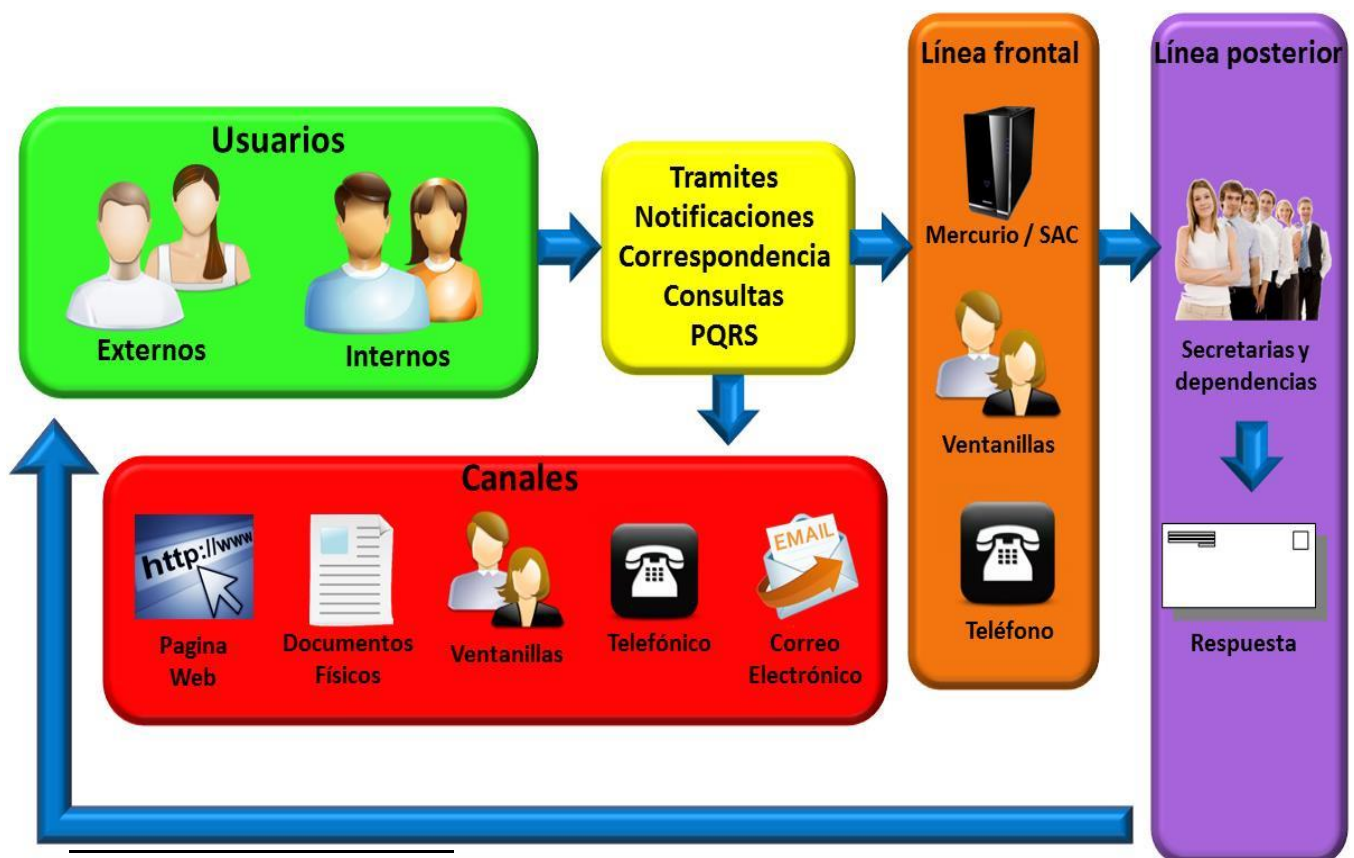 Usuarios
Externos
Internos
Tramites
Notificaciones
Correspondencia
Consultas
PQRS
Línea frontal
Mercurio / SAC
Ventanillas
Teléfono
Línea posterior
Secretarias y
dependencias
Respuesta
Canales
http://www
Pagina
Web
Documentos
Físicos
Ventanillas
Telefónico
EMAIL
Correo
Electrónico